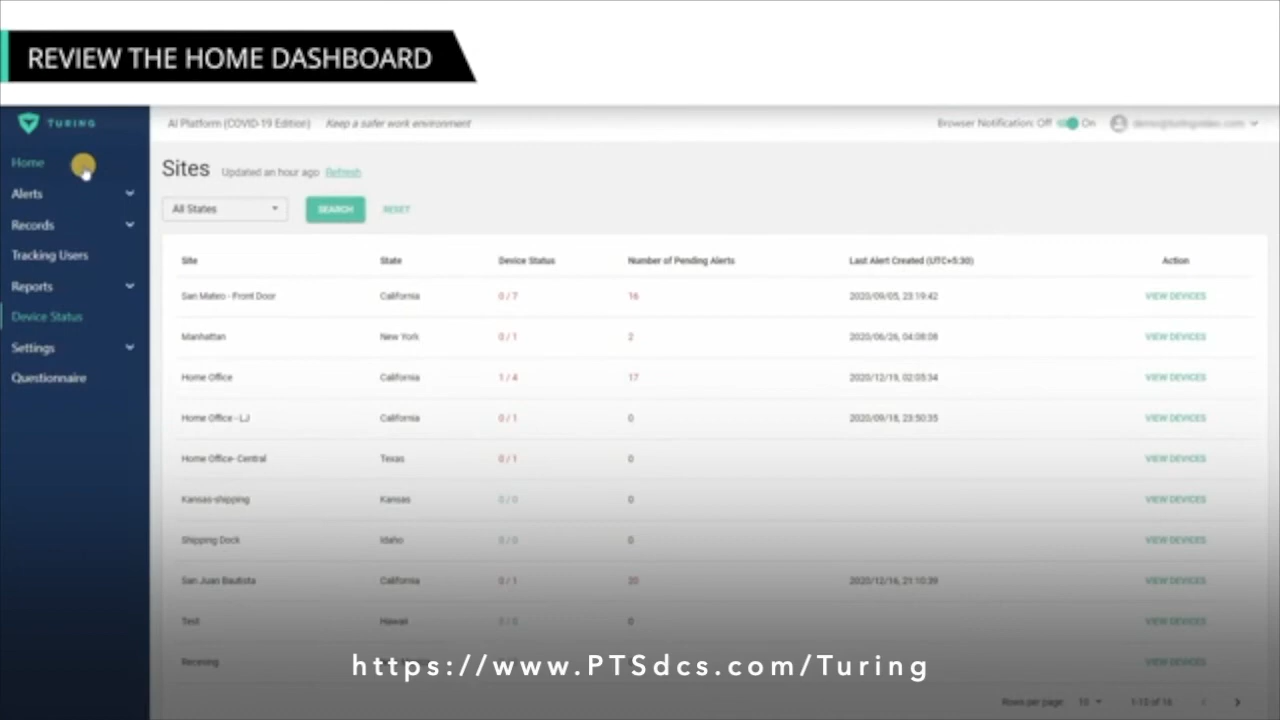 REVIEW THE HOME DASHBOARD
TURING
AI Platform (COVID-19 Edition) Keep a safer work environment Browser Notification: Off On
Home
Alerts
Records
Tracking Users
Reports
Device Status
Settings
Questionnaire
Sites Updated an hour ago Refresh
All States SEARCH RESET
Site State Device Status Number of Pending Alerts Last Alert Created (UTC+5:30) Action
San Mateo - Front Door California 0 / 7 16 2020/09/05, 23:19:42 VIEW DEVICES
Manhattan New York 0 / 1 2 2020/06/26, 04:08:08 VIEW DEVICES
Home Office California 1 / 4 17 2020/12/19, 02:05:34 VIEW DEVICES
Home Office - LJ California 0 / 1 0 2020/09/18, 23:50:35 VIEW DEVICES
Home Office- Central Texas 0 / 1 0 VIEW DEVICES
Kansas-shipping Kansas 0 / 0 0 VIEW DEVICES
Shipping Dock Idaho 0 / 0 0 VIEW DEVICES
San Juan Bautista California 0 / 1 20 2020/12/16, 21:10:39 VIEW DEVICES
Test Hawaii 0 / 0 0 VIEW DEVICES
Receiving VIEW DEVICES
https://www.PTSdcs.com/Turing
Rows per page: 10 1-10 of 16